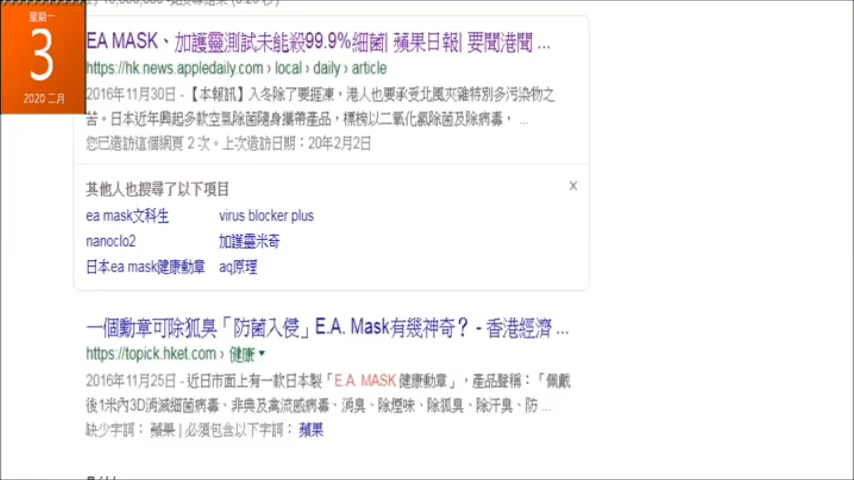 星期一
3
2020 二月
EA MASK、加護靈測試未能殺99.9%細菌| 蘋果日報| 要聞港聞 ...
https://hk.news.appledaily.com › local › daily › article
2016年11月30日 - 【本報訊】入冬除了要捱凍，港人也要承受北風夾雜特別多污染物之
苦。日本近年興起多款空氣除菌隨身攜帶產品，標榜以二氧化氯除菌及除病毒， ...
您已造訪這個網頁 2 次。上次造訪日期：20年2月2日
其他人也搜尋了以下項目
X
ea mask文科生 virus blocker plus
nanoclo2 加護靈米奇
日本ea mask健康動章 aq原理
一個勳章可除狐臭「防菌入侵」E.A. Mask有幾神奇？ - 香港經濟 ...
https://topick.hket.com › 健康 ▾
2016年11月25日 - 近日市面上有一款日本製「E.A. MASK 健康動章」，產品聲稱：「佩戴
後1米內3D消滅細菌病毒、非典及禽流感病毒、消臭、除煙味、除狐臭、除汗臭、防 ...
缺少字詞： 蘋果 | 必須包含以下字詞： 蘋果